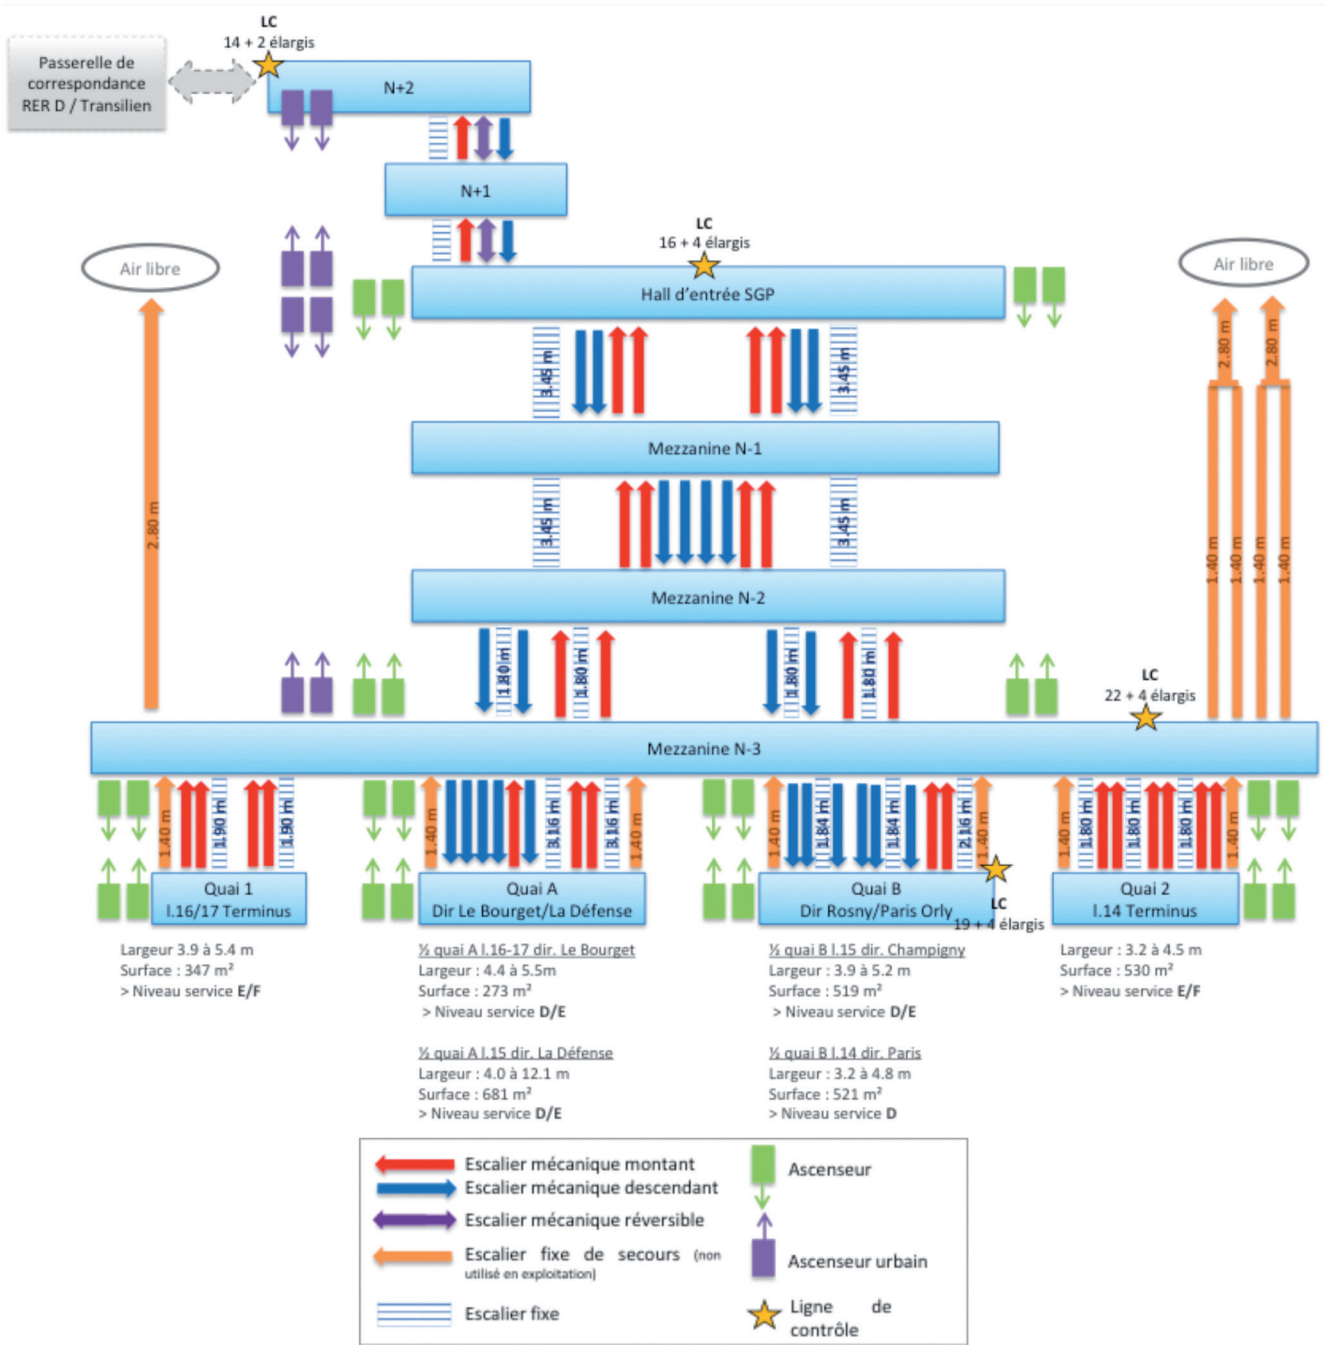 LC
14 + 2 élargis
Passerelle de
correspondance
RER D / Transilien
N+2
N+1
LC
16 + 4 élargis
Air libre
Air libre
Hall d'entrée SGP
2.80 m
2.80 m
3.45 m
3.45 m
Mezzanine N-1
3.45 m
3.45 m
2.80 m
1.40 m
1.40 m
1.40 m
1.40 m
Mezzanine N-2
1.80 m
1.80 m
1.80 m
1.80 m
LC
22 + 4 élargis
Mezzanine N-3
1.40 m
1.90 m
1.90 m
1.40 m
3.16 m
3.16 m
1.40 m
1.40 m
1.84 m
1.84 m
2.16 m
1.40 m
1.40 m
1.80 m
1.80 m
1.80 m
1.40 m
Quai 1
l.16/17 Terminus
Quai A
Dir Le Bourget/La Défense
Quai B
Dir Rosny/Paris Orly
LC
19 + 4 élargis
Quai 2
l.14 Terminus
Largeur 3.9 à 5.4 m
Surface : 347 m²
> Niveau service E/F
½ quai A l.16-17 dir. Le Bourget
Largeur : 4.4 à 5.5m
Surface : 273 m²
> Niveau service D/E
½ quai A l.15 dir. La Défense
Largeur : 4.0 à 12.1 m
Surface : 681 m²
> Niveau service D/E
½ quai B l.15 dir. Champigny
Largeur : 3.9 à 5.2 m
Surface : 519 m²
> Niveau service D/E
½ quai B l.14 dir. Paris
Largeur : 3.2 à 4.8 m
Surface : 521 m²
> Niveau service D
Largeur : 3.2 à 4.5 m
Surface : 530 m²
> Niveau service E/F
Escalier mécanique montant
Escalier mécanique descendant
Escalier mécanique réversible
Escalier fixe de secours (non
utilisé en exploitation)
Escalier fixe
Ascenseur
Ascenseur urbain
Ligne de
contrôle